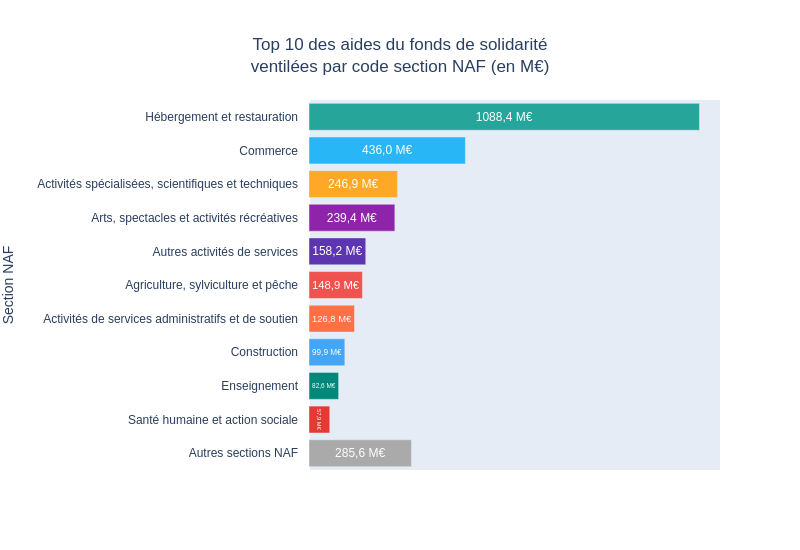 Top 10 des aides du fonds de solidarité
ventilées par code section NAF (en M€)
Section NAF
Hébergement et restauration 1088,4 M€
Commerce 436,0 M€
Activités spécialisées, scientifiques et techniques 246,9 M€
Arts, spectacles et activités récréatives 239,4 M€
Autres activités de services 158,2 M€
Agriculture, sylviculture et pêche 148,9 M€
Activités de services administratifs et de soutien 126,8 M€
Construction 99,9 M€
Enseignement 82,6 M€
Santé humaine et action sociale M€
Autres sections NAF 285,6 M€